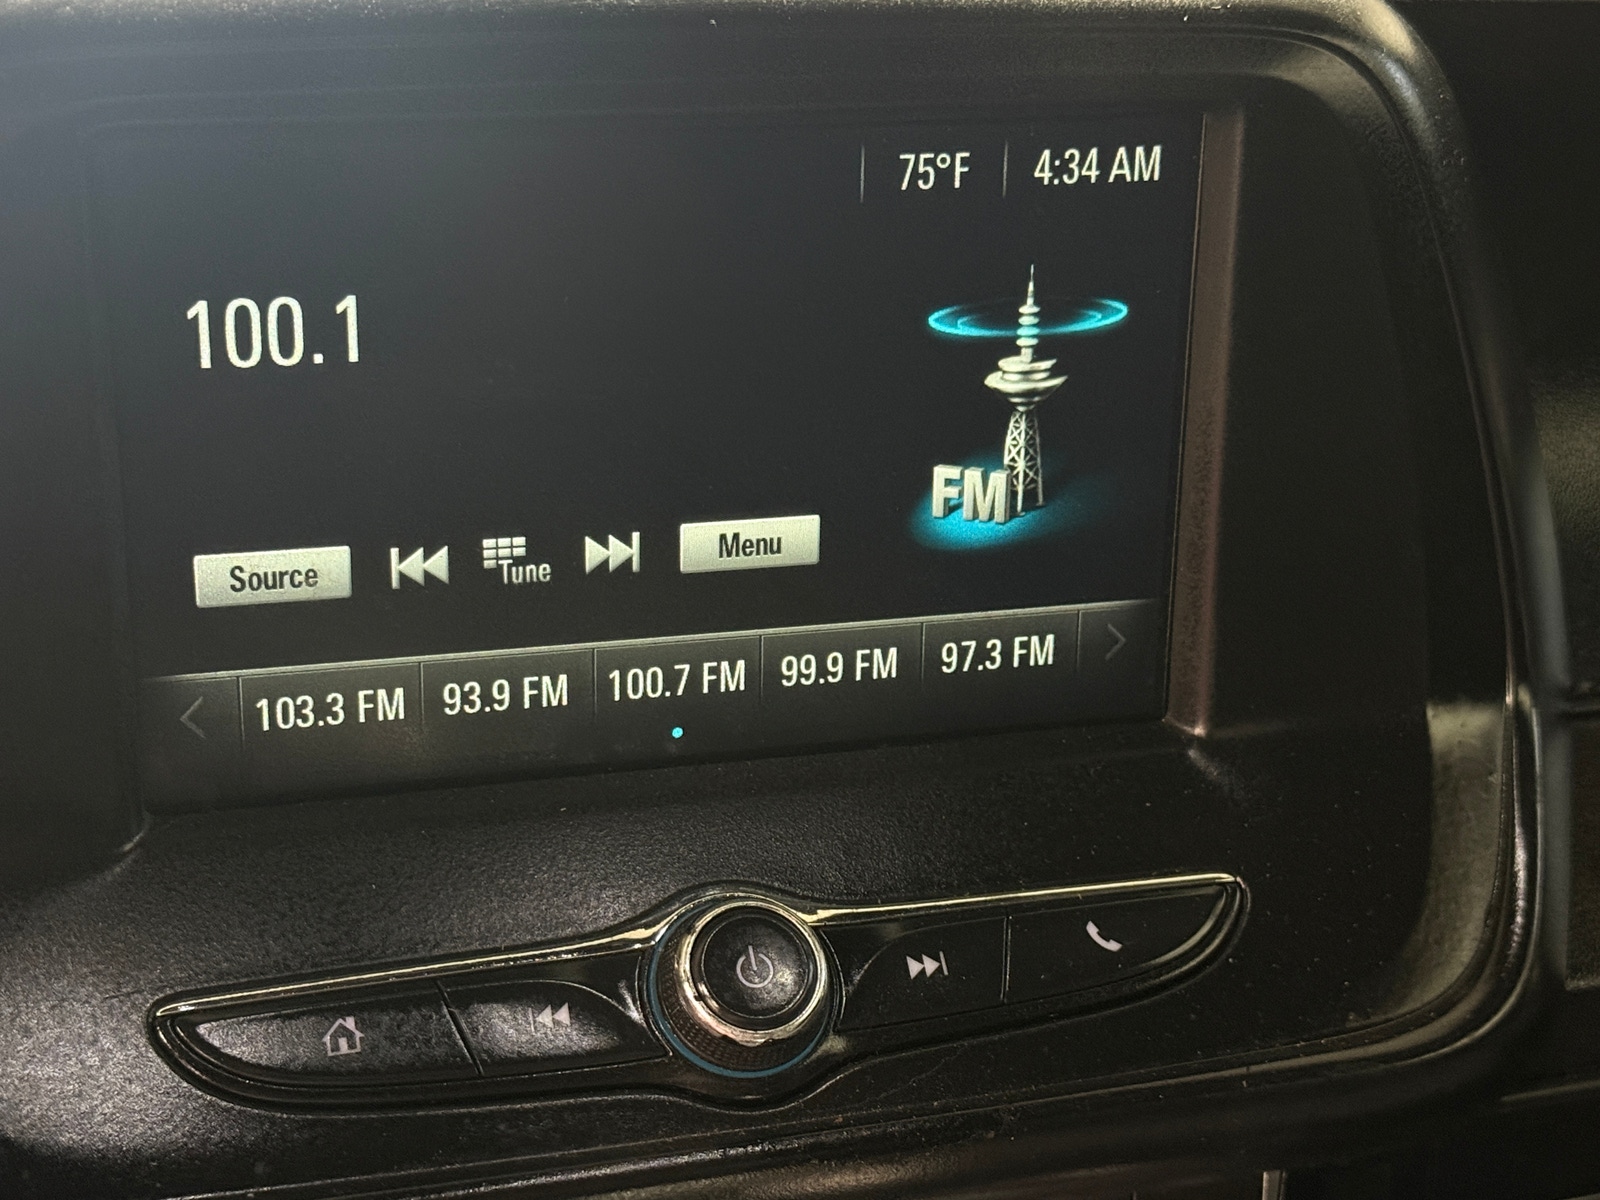 75°F 4:34 AM
100.1
FM
Source Tune Menu
103.3 FM 93.9 FM 100.7 FM 99.9 FM 97.3 FM